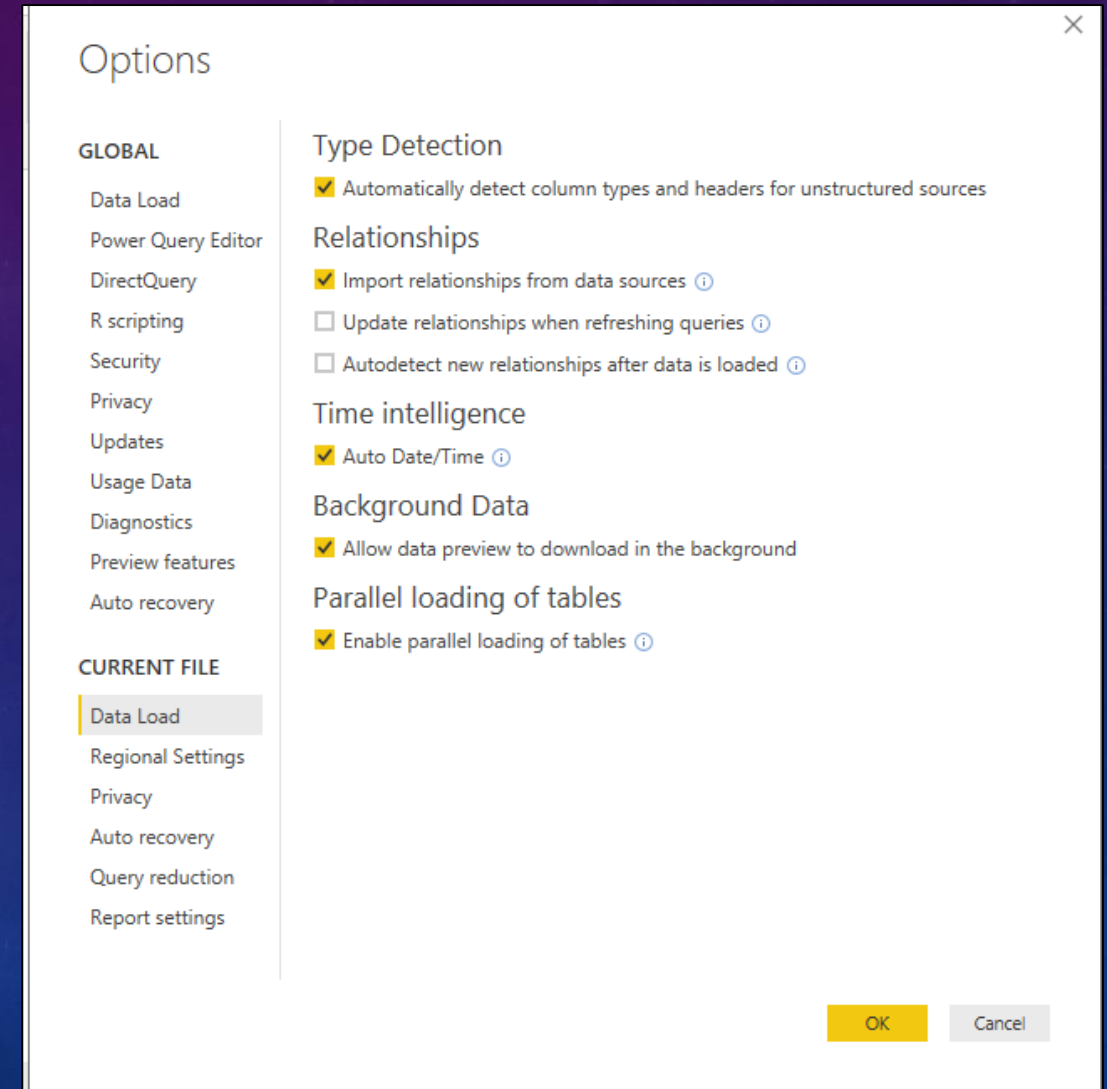 Options
GLOBAL
Data Load
Power Query Editor
DirectQuery
R scripting
Security
Privacy
Updates
Usage Data
Diagnostics
Preview features
Auto recovery
CURRENT FILE
Data Load
Regional Settings
Privacy
Auto recovery
Query reduction
Report settings
Type Detection
Automatically detect column types and headers for unstructured sources
Relationships
Import relationships from data sources
Update relationships when refreshing queries
Autodetect new relationships after data is loaded
Time intelligence
Auto Date/Time
Background Data
Allow data preview to download in the background
Parallel loading of tables
Enable parallel loading of tables
OK
Cancel